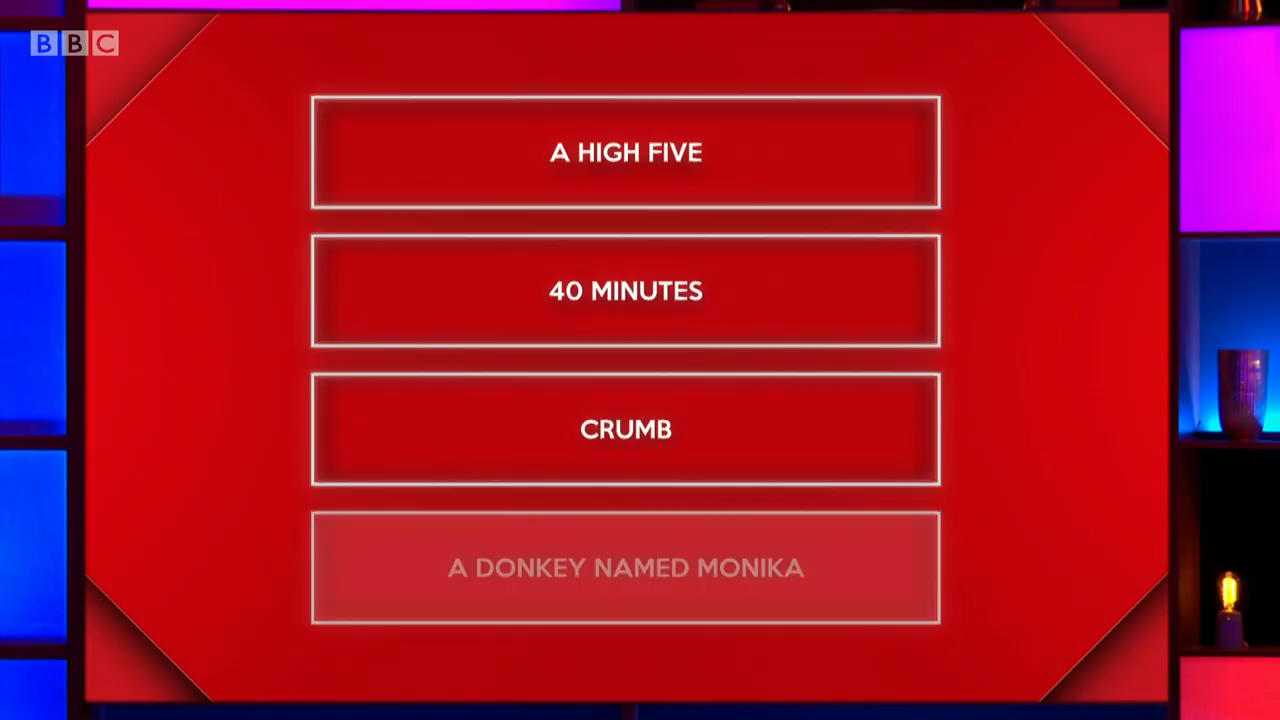 BBC
A HIGH FIVE
40 MINUTES
CRUMB
A DONKEY NAMED MONIKA